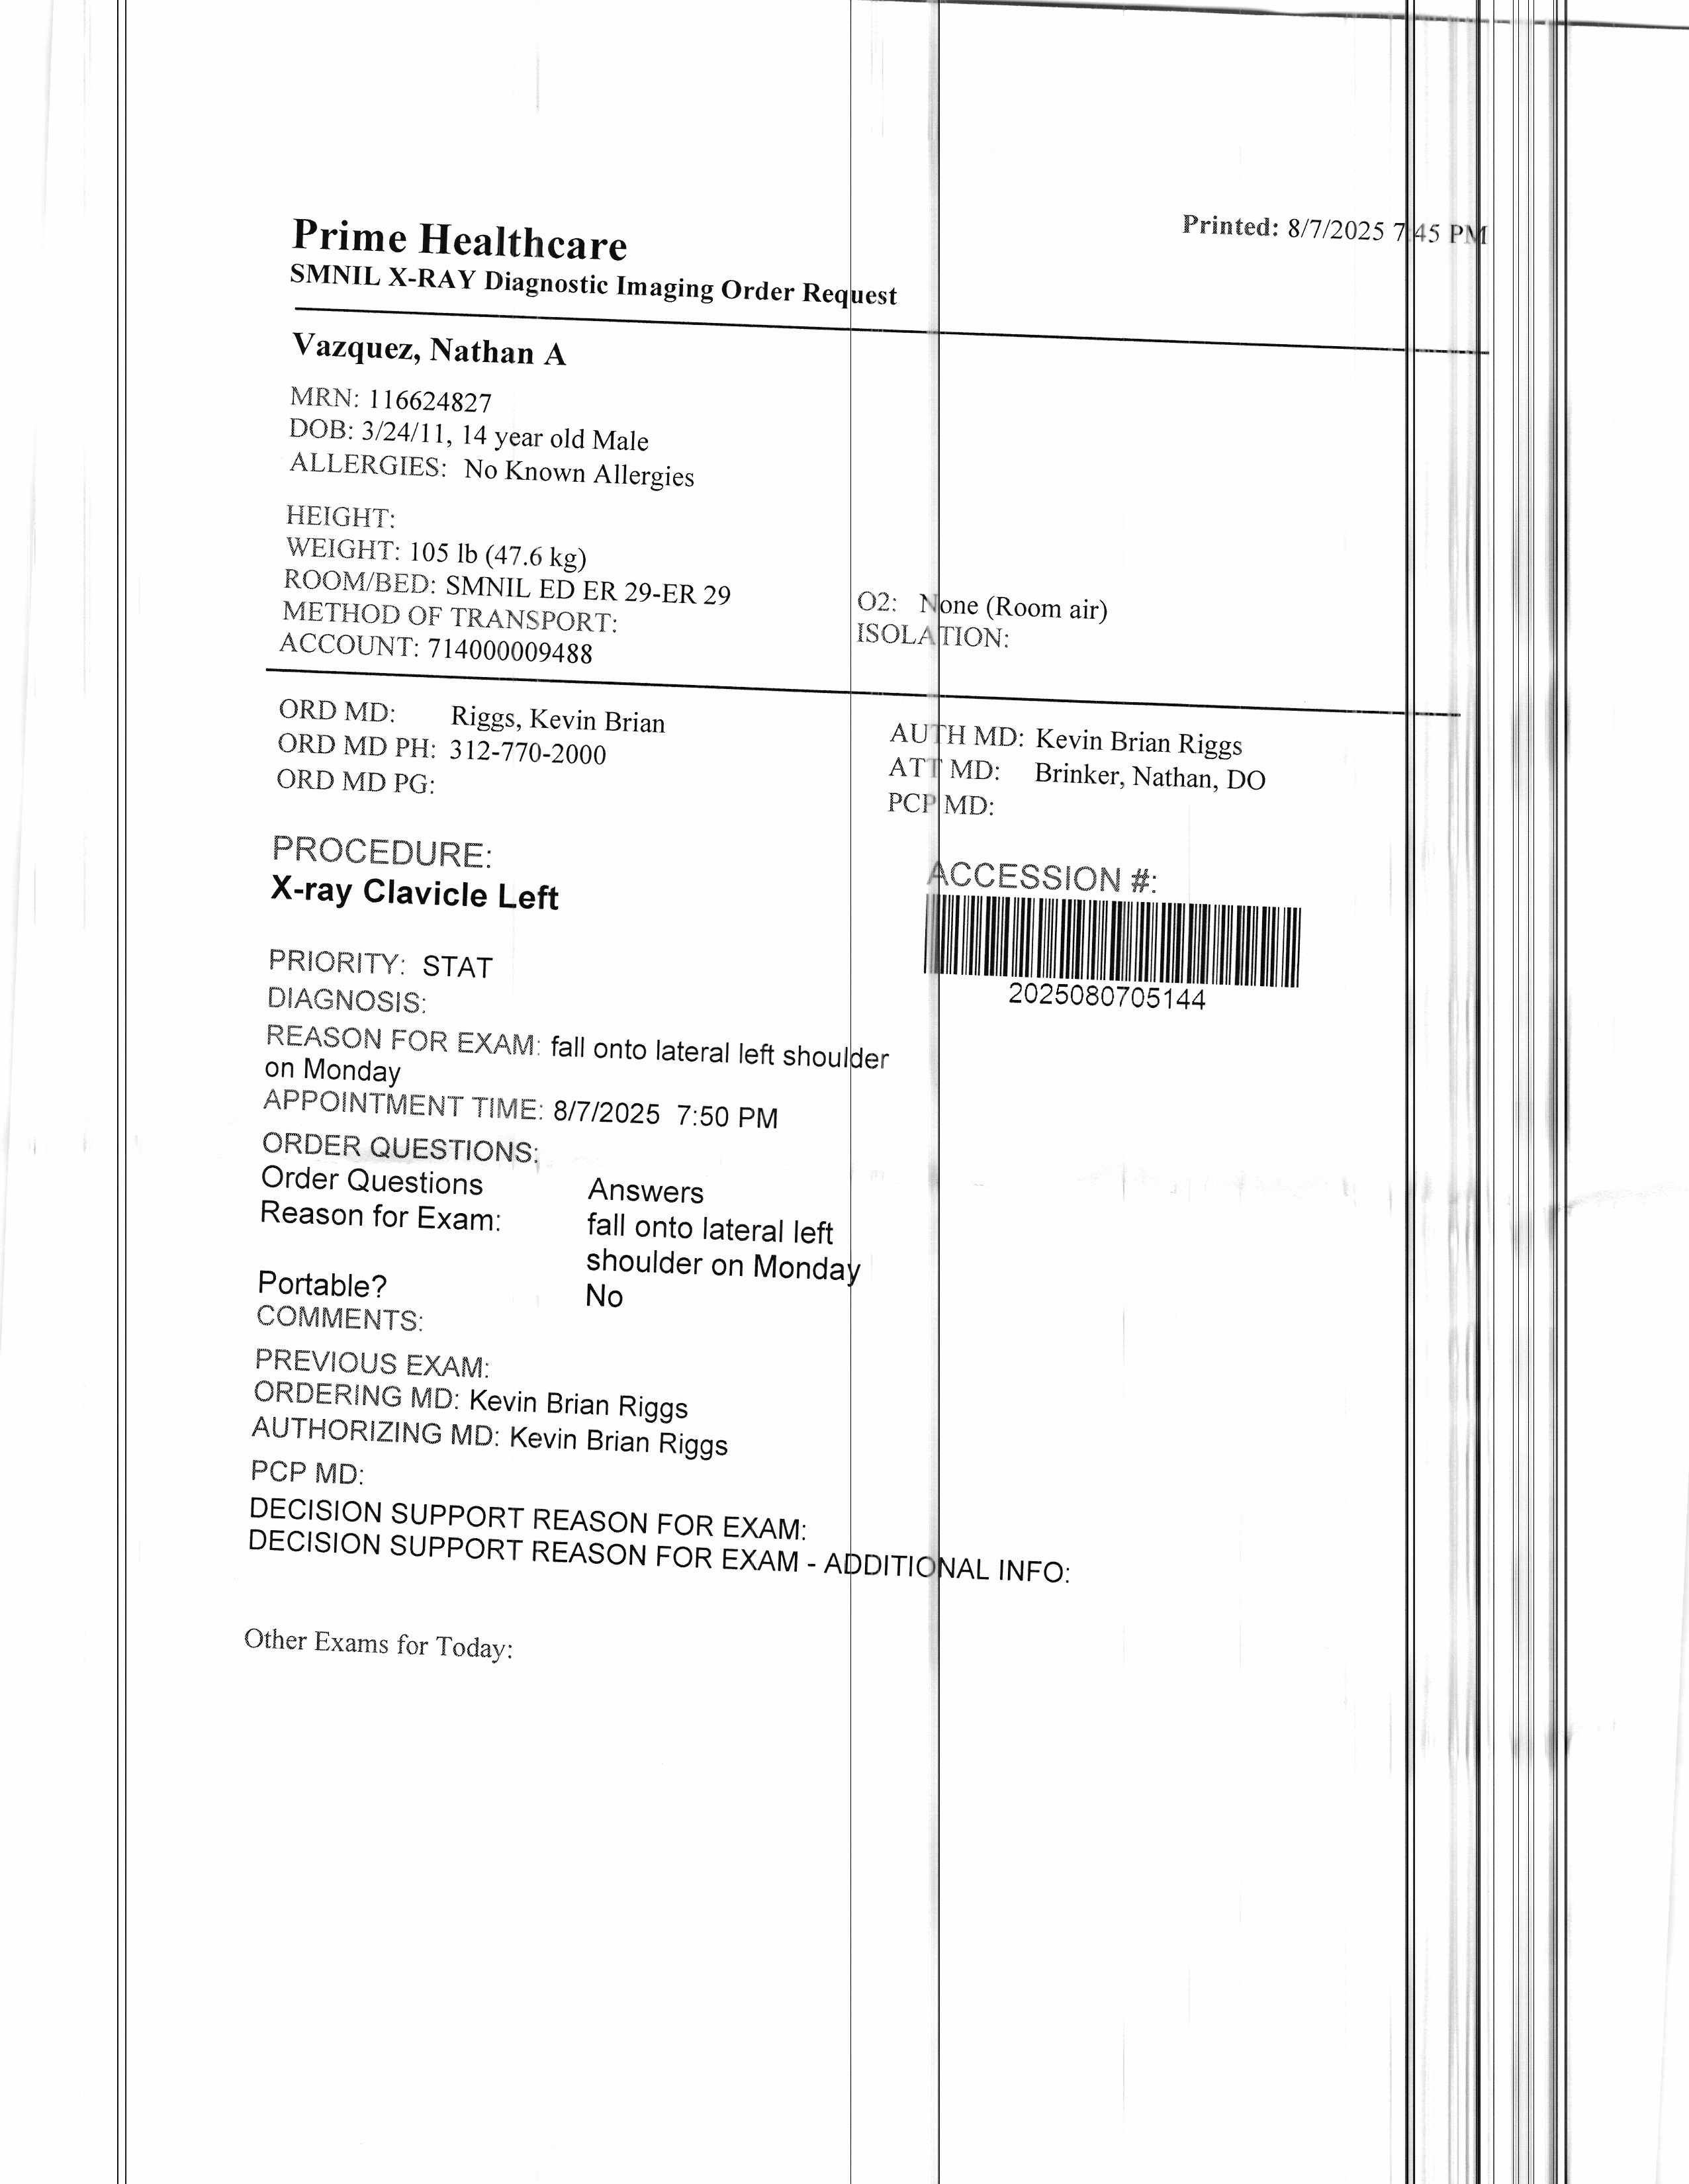 Prime Healthcare
Printed: 8/7/2025 7:45 PM
SMNIL X-RAY Diagnostic Imaging Order Request
Vazquez, Nathan A
MRN: 116624827
DOB: 3/24/11, 14 year old Male
ALLERGIES: No Known Allergies
HEIGHT:
WEIGHT: 105 lb (47.6 kg)
ROOM/BED: SMNIL ED ER 29-ER 29
O2: None (Room air)
METHOD OF TRANSPORT:
ISOLATION:
ACCOUNT: 714000009488
ORD MD: Riggs, Kevin Brian
AUTH MD: Kevin Brian Riggs
ORD MD PH: 312-770-2000
ATT MD: Brinker, Nathan, DO
ORD MD PG:
PCP MD:
PROCEDURE:
X-ray Clavicle Left
ACCESSION #:
2025080705144
PRIORITY: STAT
DIAGNOSIS:
REASON FOR EXAM: fall onto lateral left shoulder
on Monday
APPOINTMENT TIME: 8/7/2025 7:50 PM
ORDER QUESTIONS:
Order Questions Answers
Reason for Exam: fall onto lateral left
shoulder on Monday
Portable? No
COMMENTS:
PREVIOUS EXAM:
ORDERING MD: Kevin Brian Riggs
AUTHORIZING MD: Kevin Brian Riggs
PCP MD:
DECISION SUPPORT REASON FOR EXAM:
DECISION SUPPORT REASON FOR EXAM - ADDITIONAL INFO:
Other Exams for Today: